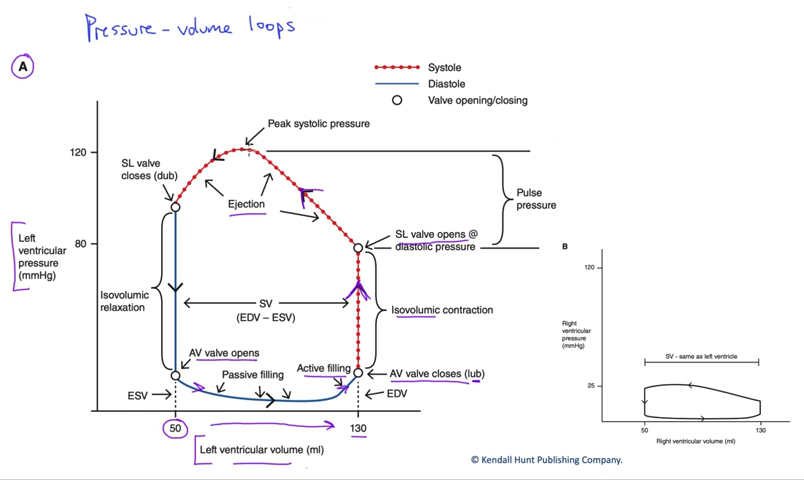 Pressure-volume loops
A
Systole
Diastole
Valve opening/closing
Peak systolic pressure
120
SL valve
closes (dub)
Ejection
Pulse
pressure
Left
ventricular
pressure
(mmHg)
80
SL valve opens @
diastolic pressure
B
120
Isovolumic
relaxation
SV
(EDV – ESV)
Isovolumic contraction
Right
ventricular
pressure
(mmHg)
AV valve opens
SV - same as left ventricle
Passive filling
Active filling
AV valve closes (lub)
25
ESV
EDV
50
130
50
130
Right ventricular volume (ml)
Left ventricular volume (ml)
© Kendall Hunt Publishing Company.